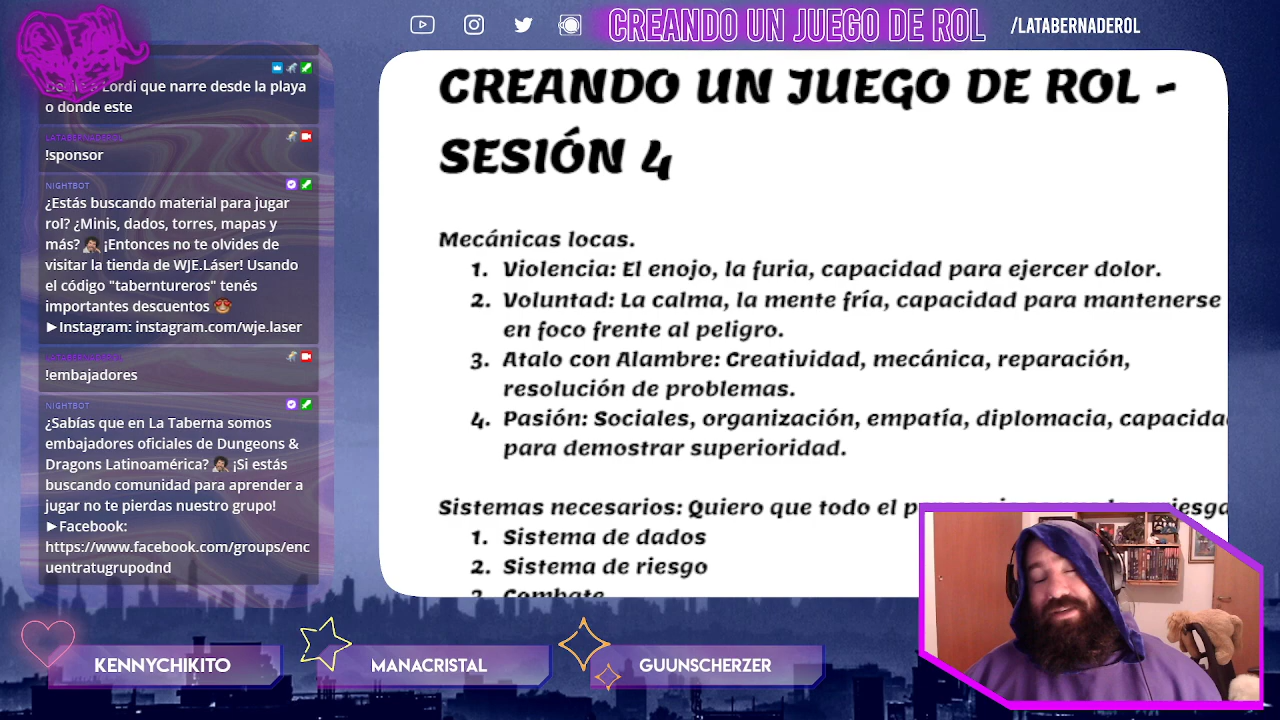 CREANDO UN JUEGO DE ROL
/LATABERNADEROL
Lordi que narre desde la playa
o donde este
LATABERNADEROL
!sponsor
NIGHTBOT
¿Estás buscando material para jugar
rol? ¿Minis, dados, torres, mapas y
más? ¡Entonces no te olvides de
visitar la tienda de WJE.Láser! Usando
el código "taberntureros" tenés
importantes descuentos
►Instagram: instagram.com/wje.laser
LATABERNADEROL
!embajadores
NIGHTBOT
¿Sabías que en La Taberna somos
embajadores oficiales de Dungeons &
Dragons Latinoamérica? ¡Si estás
buscando comunidad para aprender a
jugar no te pierdas nuestro grupo!
►Facebook:
https://www.facebook.com/groups/enc
uentratugrupodnd
CREANDO UN JUEGO DE ROL -
SESIÓN 4
Mecánicas locas.
1. Violencia: El enojo, la furia, capacidad para ejercer dolor.
2. Voluntad: La calma, la mente fría, capacidad para mantenerse
en foco frente al peligro.
3. Atalo con Alambre: Creatividad, mecánica, reparación,
resolución de problemas.
4. Pasión: Sociales, organización, empatía, diplomacia, capacidad
para demostrar superioridad.
Sistemas necesarios: Quiero que todo el
1. Sistema de dados
2. Sistema de riesgo
3. Combate
KENNYCHIKITO
MANACRISTAL
GUUNSCHERZER